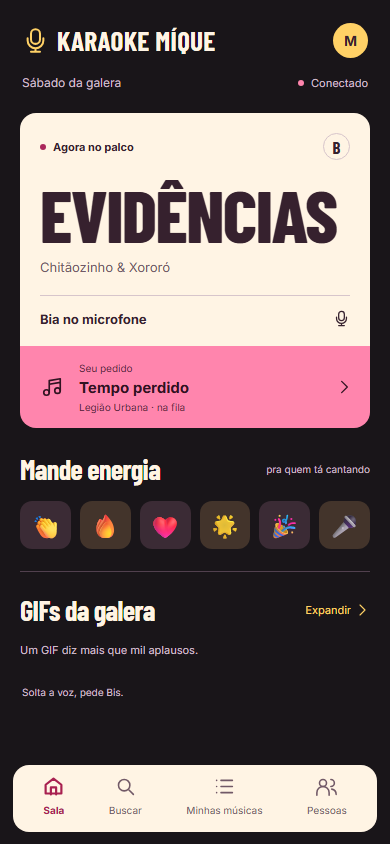 KARAOKE MÍQUE
M
Sábado da galera
Conectado
Agora no palco
B
EVIDÊNCIAS
Chitãozinho & Xororó
Bia no microfone
Seu pedido
Tempo perdido
Legião Urbana · na fila
Mande energia
pra quem tá cantando
GIFs da galera
Expandir
Um GIF diz mais que mil aplausos.
Solta a voz, pede Bis.
Sala
Buscar
Minhas músicas
Pessoas